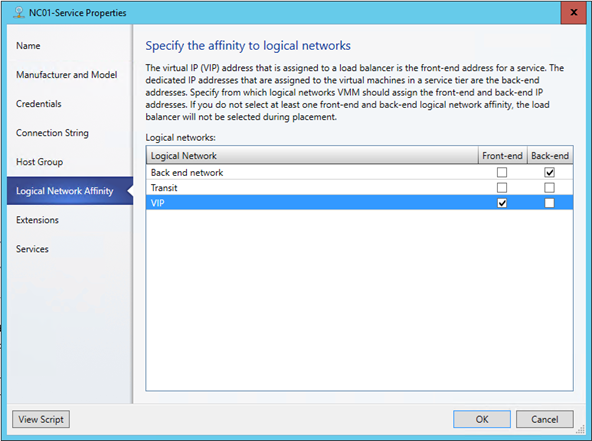 NC01-Service Properties
x
Name
Manufacturer and Model
Credentials
Connection String
Host Group
Logical Network Affinity
Extensions
Services
Specify the affinity to logical networks
The virtual IP (VIP) address that is assigned to a load balancer is the front-end address for a service. The
dedicated IP addresses that are assigned to the virtual machines in a service tier are the back-end
addresses. Specify from which logical networks VMM should assign the front-end and back-end IP
addresses. If you do not select at least one front-end and back-end logical network affinity, the load
balancer will not be selected during placement.
Logical networks:
Logical Network Front-end Back-end
Back end network
Transit
VIP
View Script OK Cancel